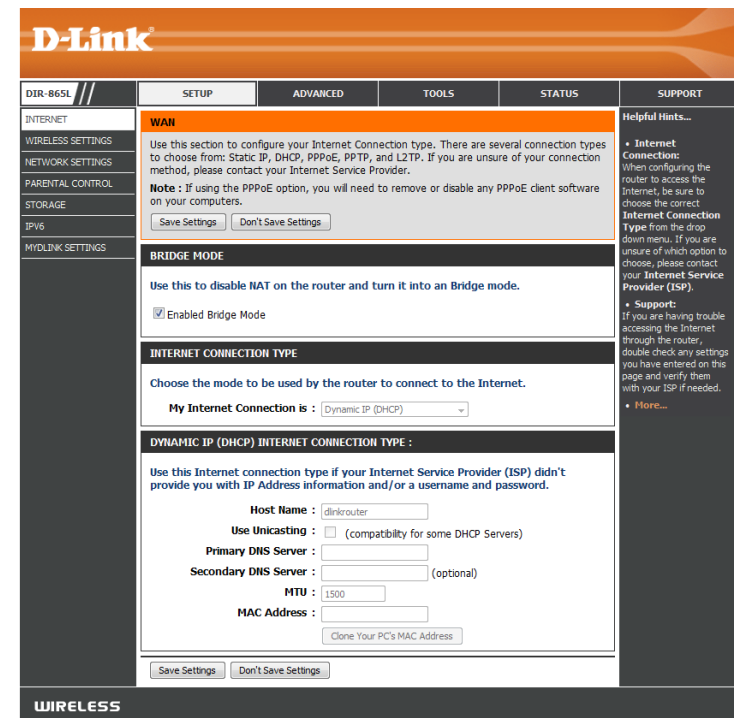 D-Link
DIR-865L
SETUP
ADVANCED
TOOLS
STATUS
SUPPORT
INTERNET
WIRELESS SETTINGS
NETWORK SETTINGS
PARENTAL CONTROL
STORAGE
IPV6
MYDLINK SETTINGS
WAN
Use this section to configure your Internet Connection type. There are several connection types
to choose from: Static IP, DHCP, PPPoE, PPTP, and L2TP. If you are unsure of your connection
method, please contact your Internet Service Provider.
Note : If using the PPPoE option, you will need to remove or disable any PPPoE client software
on your computers.
Save Settings
Don't Save Settings
BRIDGE MODE
Use this to disable NAT on the router and turn it into an Bridge mode.
Enabled Bridge Mode
INTERNET CONNECTION TYPE
Choose the mode to be used by the router to connect to the Internet.
My Internet Connection is : Dynamic IP (DHCP)
DYNAMIC IP (DHCP) INTERNET CONNECTION TYPE :
Use this Internet connection type if your Internet Service Provider (ISP) didn't
provide you with IP Address information and/or a username and password.
Host Name : dlinkrouter
Use Unicasting : (compatibility for some DHCP Servers)
Primary DNS Server :
Secondary DNS Server : (optional)
MTU : 1500
MAC Address :
Clone Your PC's MAC Address
Save Settings
Don't Save Settings
Helpful Hints...
• Internet
Connection:
When configuring the
router to access the
Internet, be sure to
choose the correct
Internet Connection
Type from the drop
down menu. If you are
unsure of which option to
choose, please contact
your Internet Service
Provider (ISP).
• Support:
If you are having trouble
accessing the Internet
through the router,
double check any settings
you have entered on this
page and verify them
with your ISP if needed.
• More...
WIRELESS